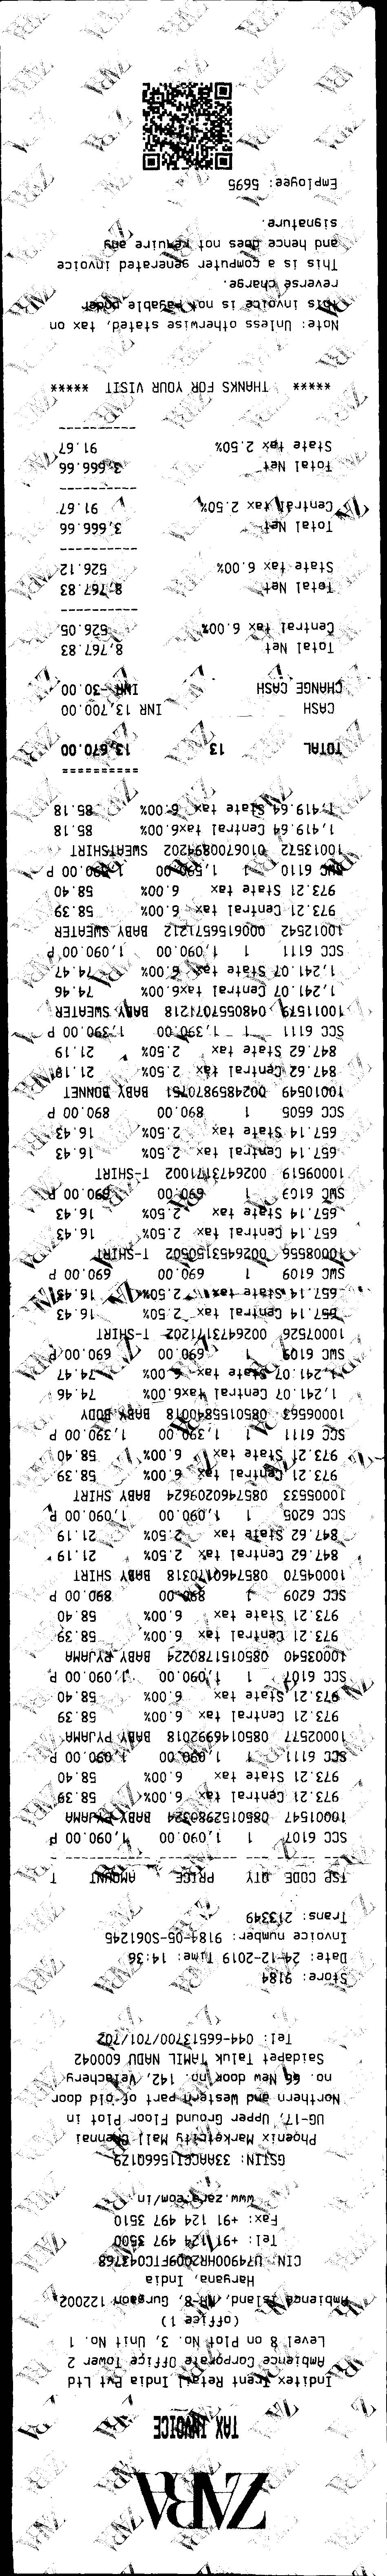 ZARA
TAX INVOICE
Inditex Trent Retail India Pvt Ltd
Ambience Corporate Office Tower 2
Level 8 on Plot No. 3, Unit No. 1
(office 1)
Ambience Island, NH-8, Gurgaon 122002,
Haryana, India
CIN: U74900HR2009FTC043768
Tel: +91 124 497 3500
Fax: +91 124 497 3510
www.zara.com/in
GSTIN: 33AACCI1566D1Z9
Phoenix Marketcity Mall Chennai
UG-17, Upper Ground Floor Plot in
Northern and Western part of old door
no. 66 New door no. 142, Velachery
Saidapet Taluk TAMIL NADU 600042
Tel: 044-66513700/701/702
Store: 9184
Date: 24-12-2019 Time: 14:36
Invoice number: 9184-05-S061245
Trans: 213349
TSP CODE QTY PRICE AMOUNT T
SCC 6107 1 1,090.00 1,090.00 P
10001547 0850152980324 BABY PYJAMA
973.21 Central tax 6.00% 58.39
973.21 State tax 6.00% 58.40
SCC 6111 1 1,090.00 1,090.00 P
10002577 08501469922018 BABY PYJAMA
973.21 Central tax 6.00% 58.39
973.21 State tax 6.00% 58.40
SCC 6107 1 1,090.00 1,090.00 P
10003540 08501517802​24 BABY PYJAMA
973.21 Central tax 6.00% 58.39
973.21 State tax 6.00% 58.40
SCC 6209 1 890.00 890.00 P
10004570 08574601703​18 BABY SHIRT
847.62 Central tax 2.50% 21.19
847.62 State tax 2.50% 21.19
SCC 6205 1 1,090.00 1,090.00 P
10005533 0857460209624 BABY SHIRT
973.21 Central tax 6.00% 58.39
973.21 State tax 6.00% 58.40
SCC 6111 1 1,390.00 1,390.00 P
10006563 0850155840018 BABY BODY
1,241.07 Central tax6.00% 74.46
1,241.07 State tax 6.00% 74.47
SWC 6109 1 690.00 690.00 P
10007526 00264731712​02 T-SHIRT
657.14 Central tax 2.50% 16.43
657.14 State tax 2.50% 16.43
SWC 6109 1 690.00 690.00 P
10008556 00264531505​02 T-SHIRT
657.14 Central tax 2.50% 16.43
657.14 State tax 2.50% 16.43
SWC 6109 1 690.00 690.00 P
10009519 00264731710​02 T-SHIRT
657.14 Central tax 2.50% 16.43
657.14 State tax 2.50% 16.43
SCC 6505 1 890.00 890.00 P
10010549 00248598707​51 BABY BONNET
847.62 Central tax 2.50% 21.19
847.62 State tax 2.50% 21.19
SCC 6111 1 1,390.00 1,390.00 P
10011579 04805507712​18 BABY SWEATER
1,241.07 Central tax6.00% 74.46
1,241.07 State tax 6.00% 74.47
SCC 6111 1 1,090.00 1,090.00 P
10012542 00061565712​12 BABY SWEATER
973.21 Central tax 6.00% 58.39
973.21 State tax 6.00% 58.40
SWC 6110 1 1,590.00 1,590.00 P
10013572 01067008942​02 SWEATSHIRT
1,419.64 Central tax6.00% 85.18
1,419.64 State tax 6.00% 85.18
TOTAL 13 13,670.00
CASH INR 13,700.00
CHANGE CASH INR -30.00
Total Net 8,767.83
Central tax 6.00% 526.05
Total Net 8,767.83
State tax 6.00% 526.12
Total Net 3,666.66
Central tax 2.50% 91.67
Total Net 3,666.66
State tax 2.50% 91.67
***** THANKS FOR YOUR VISIT *****
Note: Unless otherwise stated, tax on
this invoice is not payable under
reverse charge.
This is a computer generated invoice
and hence does not require any
signature.
Employee: 5695